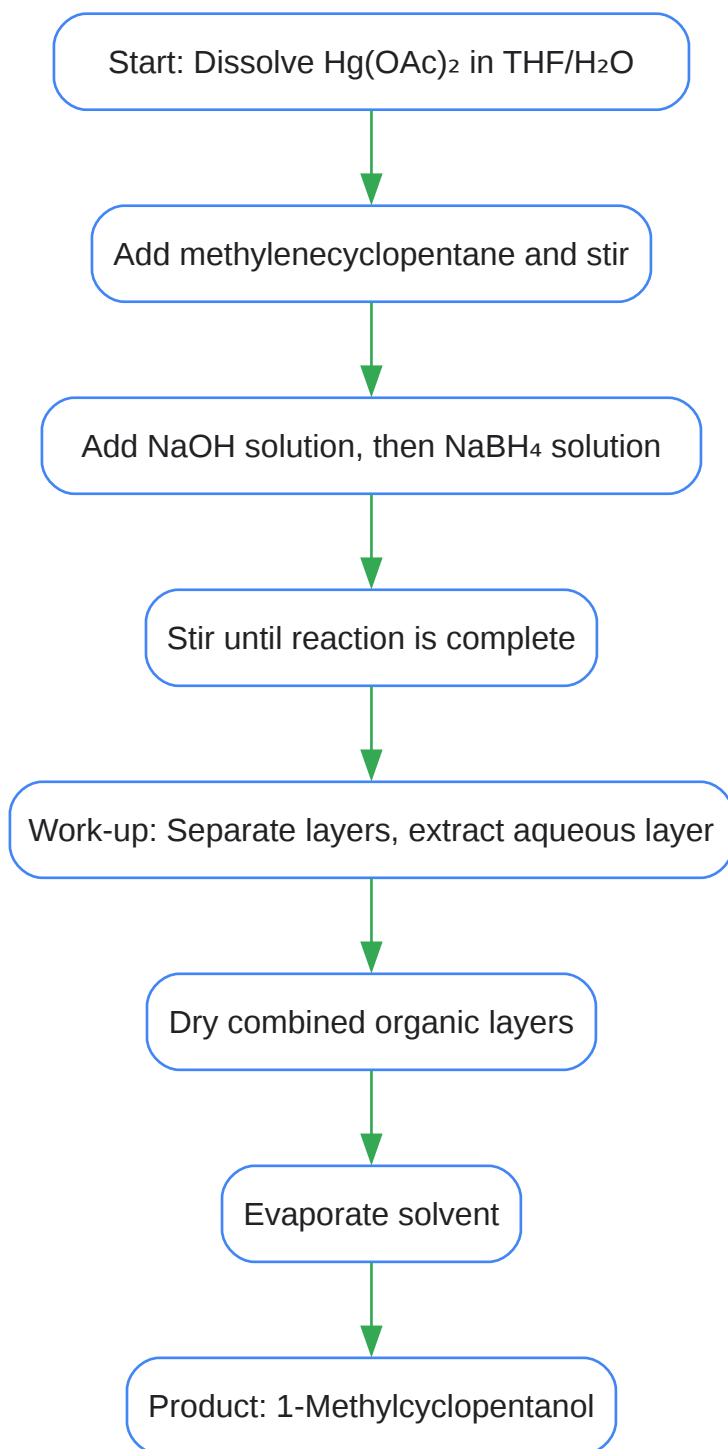 Start: Dissolve Hg(OAc)₂ in THF/H₂O
Add methylenecyclopentane and stir
Add NaOH solution, then NaBH₄ solution
Stir until reaction is complete
Work-up: Separate layers, extract aqueous layer
Dry combined organic layers
Evaporate solvent
Product: 1-Methylcyclopentanol